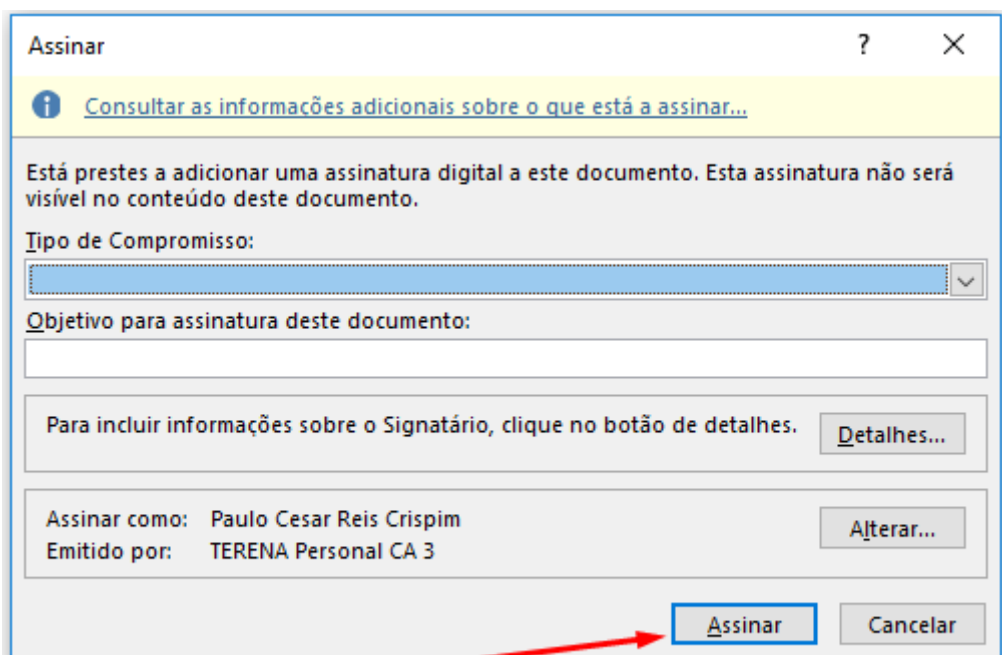 Assinar
?
Consultar as informações adicionais sobre o que está a assinar...
Está prestes a adicionar uma assinatura digital a este documento. Esta assinatura não será
visível no conteúdo deste documento.
Tipo de Compromisso:
Objetivo para assinatura deste documento:
Para incluir informações sobre o Signatário, clique no botão de detalhes.
Detalhes...
Assinar como: Paulo Cesar Reis Crispim
Emitido por: TERENA Personal CA 3
Alterar...
Assinar
Cancelar